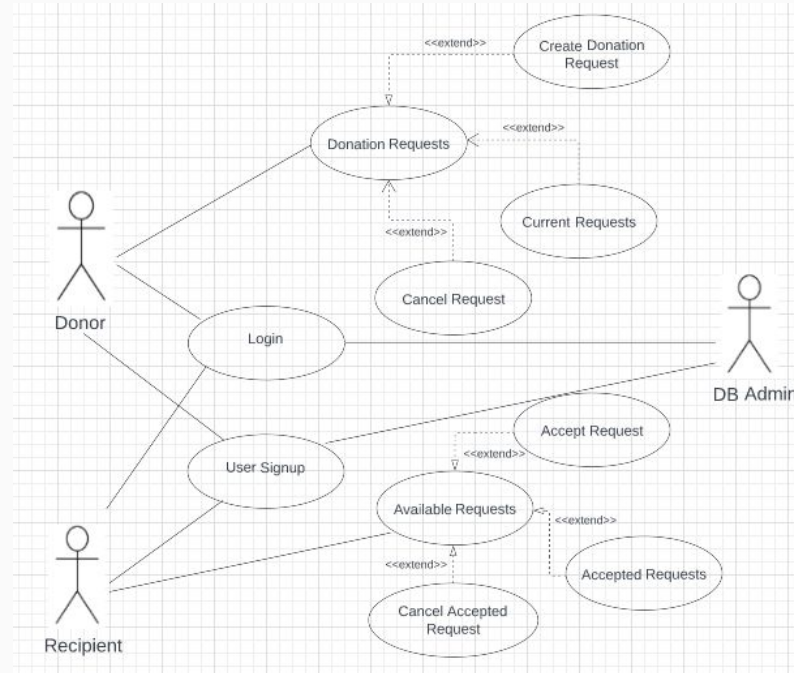 <<extend>>
Create Donation
Request
<<extend>>
Donation Requests
Current Requests
<<extend>>
Cancel Request
Donor
Login
DB Admin
Accept Request
<<extend>>
User Signup
Available Requests
<<extend>>
<<extend>>
Accepted Requests
Cancel Accepted
Request
Recipient